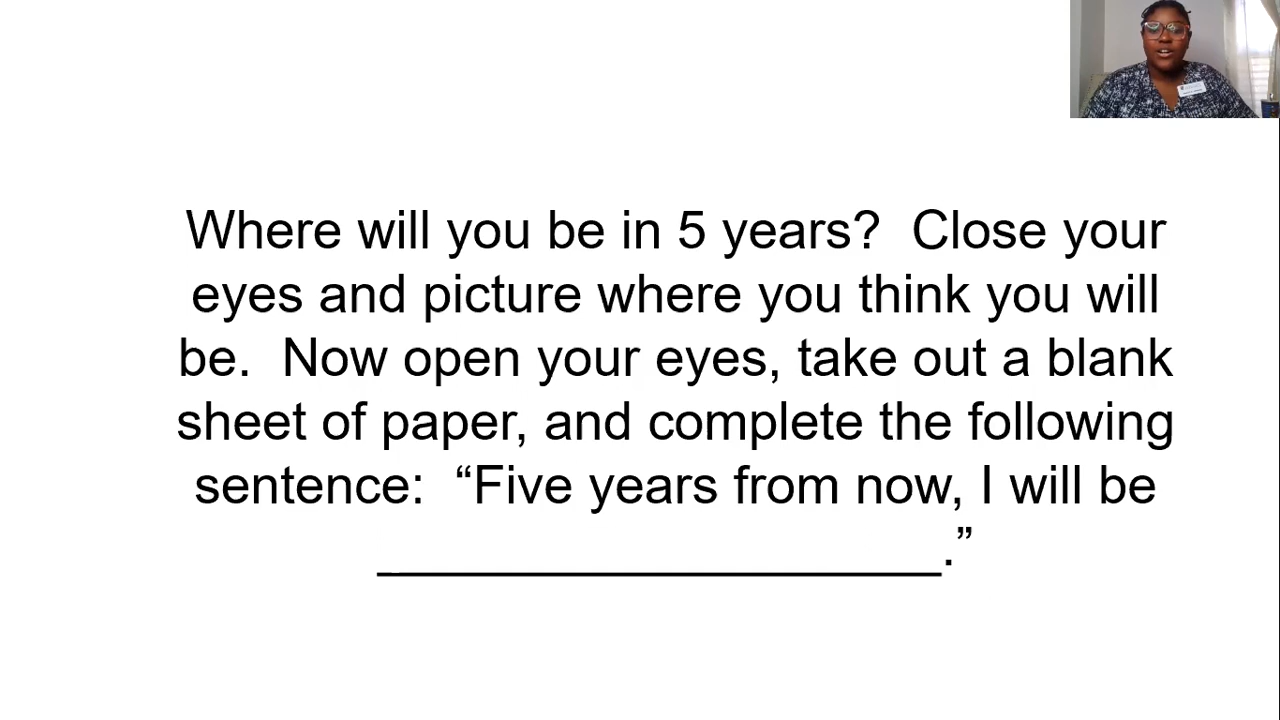 Where will you be in 5 years?  Close your
eyes and picture where you think you will
be.  Now open your eyes, take out a blank
sheet of paper, and complete the following
sentence:  “Five years from now, I will be
____________________.”